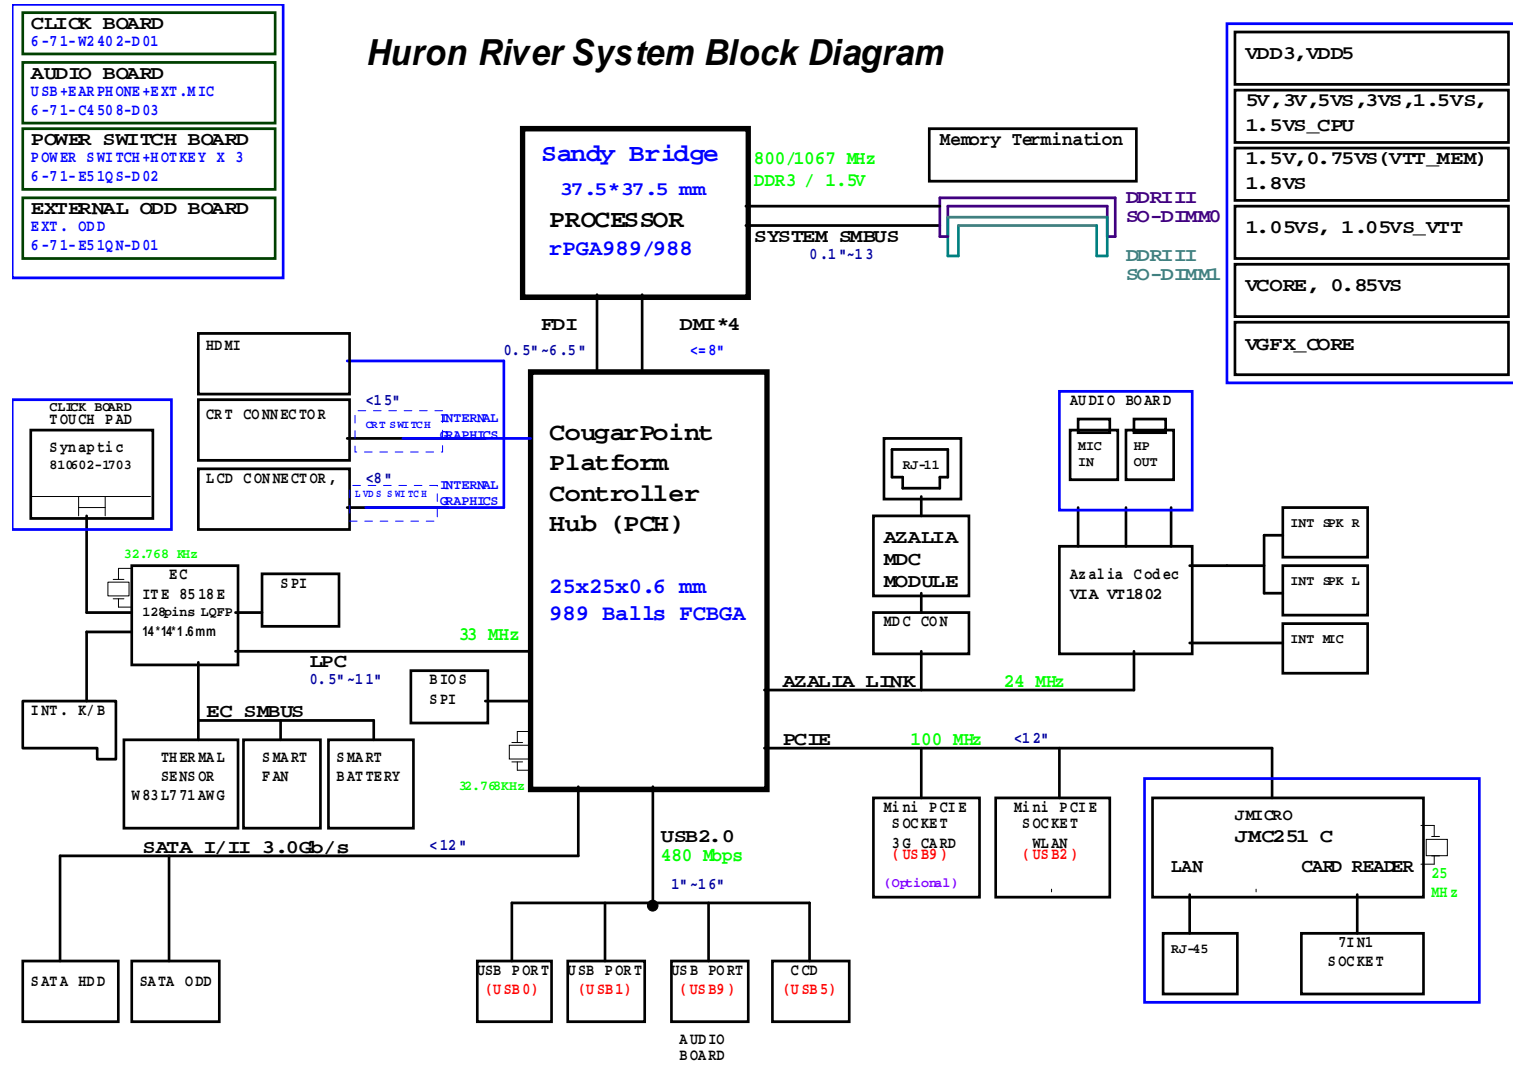 Huron River System Block Diagram
CLICK BOARD
6-71-W2402-D01
AUDIO BOARD
USB+EARPHONE+EXT.MIC
6-71-C4508-D03
POWER SWITCH BOARD
POWER SWITCH+HOTKEY X 3
6-71-E51QS-D02
EXTERNAL ODD BOARD
EXT. ODD
6-71-E51QN-D01
Sandy Bridge
37.5*37.5 mm
PROCESSOR
rPGA989/988
800/1067 MHz
DDR3 / 1.5V
Memory Termination
DDRIII
SO-DIMM0
SYSTEM SMBUS
0.1"~13
DDRIII
SO-DIMM1
VDD3,VDD5
5V,3V,5VS,3VS,1.5VS,
1.5VS_CPU
1.5V,0.75VS(VTT_MEM)
1.8VS
1.05VS, 1.05VS_VTT
VCORE, 0.85VS
VGFX_CORE
FDI
0.5"~6.5"
DMI*4
<=8"
HDMI
CRT CONNECTOR
<15"
CRT SWITCH
INTERNAL
GRAPHICS
LCD CONNECTOR,
<8"
LVDS SWITCH
INTERNAL
GRAPHICS
CLICK BOARD
TOUCH PAD
Synaptic
810602-1703
32.768 KHz
EC
ITE 8518E
128pins LQFP
14*14*1.6mm
SPI
33 MHz
LPC
0.5"~11"
BIOS
SPI
INT. K/B
EC SMBUS
THERMAL
SENSOR
W83L771AWG
SMART
FAN
SMART
BATTERY
32.768KHz
CougarPoint
Platform
Controller
Hub (PCH)
25x25x0.6 mm
989 Balls FCBGA
RJ-11
AZALIA
MDC
MODULE
MDC CON
AZALIA LINK
24 MHz
AUDIO BOARD
MIC
IN
HP
OUT
Azalia Codec
VIA VT1802
INT SPK R
INT SPK L
INT MIC
PCIE
100 MHz
<12"
Mini PCIE
SOCKET
3G CARD
(USB9)
(Optional)
Mini PCIE
SOCKET
WLAN
(USB2)
JMICRO
JMC251 C
LAN
CARD READER
25
MHz
RJ-45
7IN1
SOCKET
SATA I/II 3.0Gb/s
<12"
SATA HDD
SATA ODD
USB2.0
480 Mbps
1"~16"
USB PORT
(USB0)
USB PORT
(USB1)
USB PORT
(USB9)
AUDIO
BOARD
CCD
(USB5)